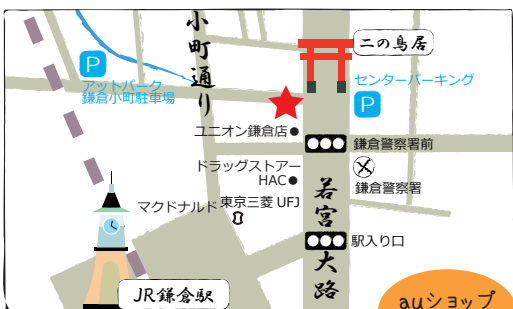 小町通り
二の鳥居
P
アットパーク
鎌倉小町駐車場
センターパーキング
P
ユニオン鎌倉店
鎌倉警察署前
ドラッグストアー
HAC
鎌倉警察署
若宮大路
マクドナルド
東京三菱 UFJ
駅入り口
JR鎌倉駅
auショップ